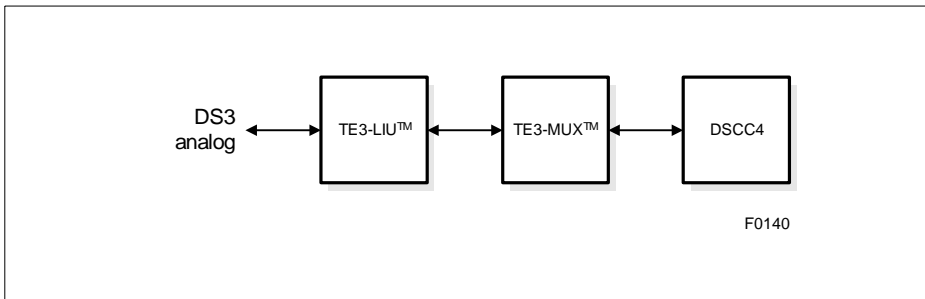 DS3
analog
TE3-LIU™
TE3-MUX™
DSCC4
F0140